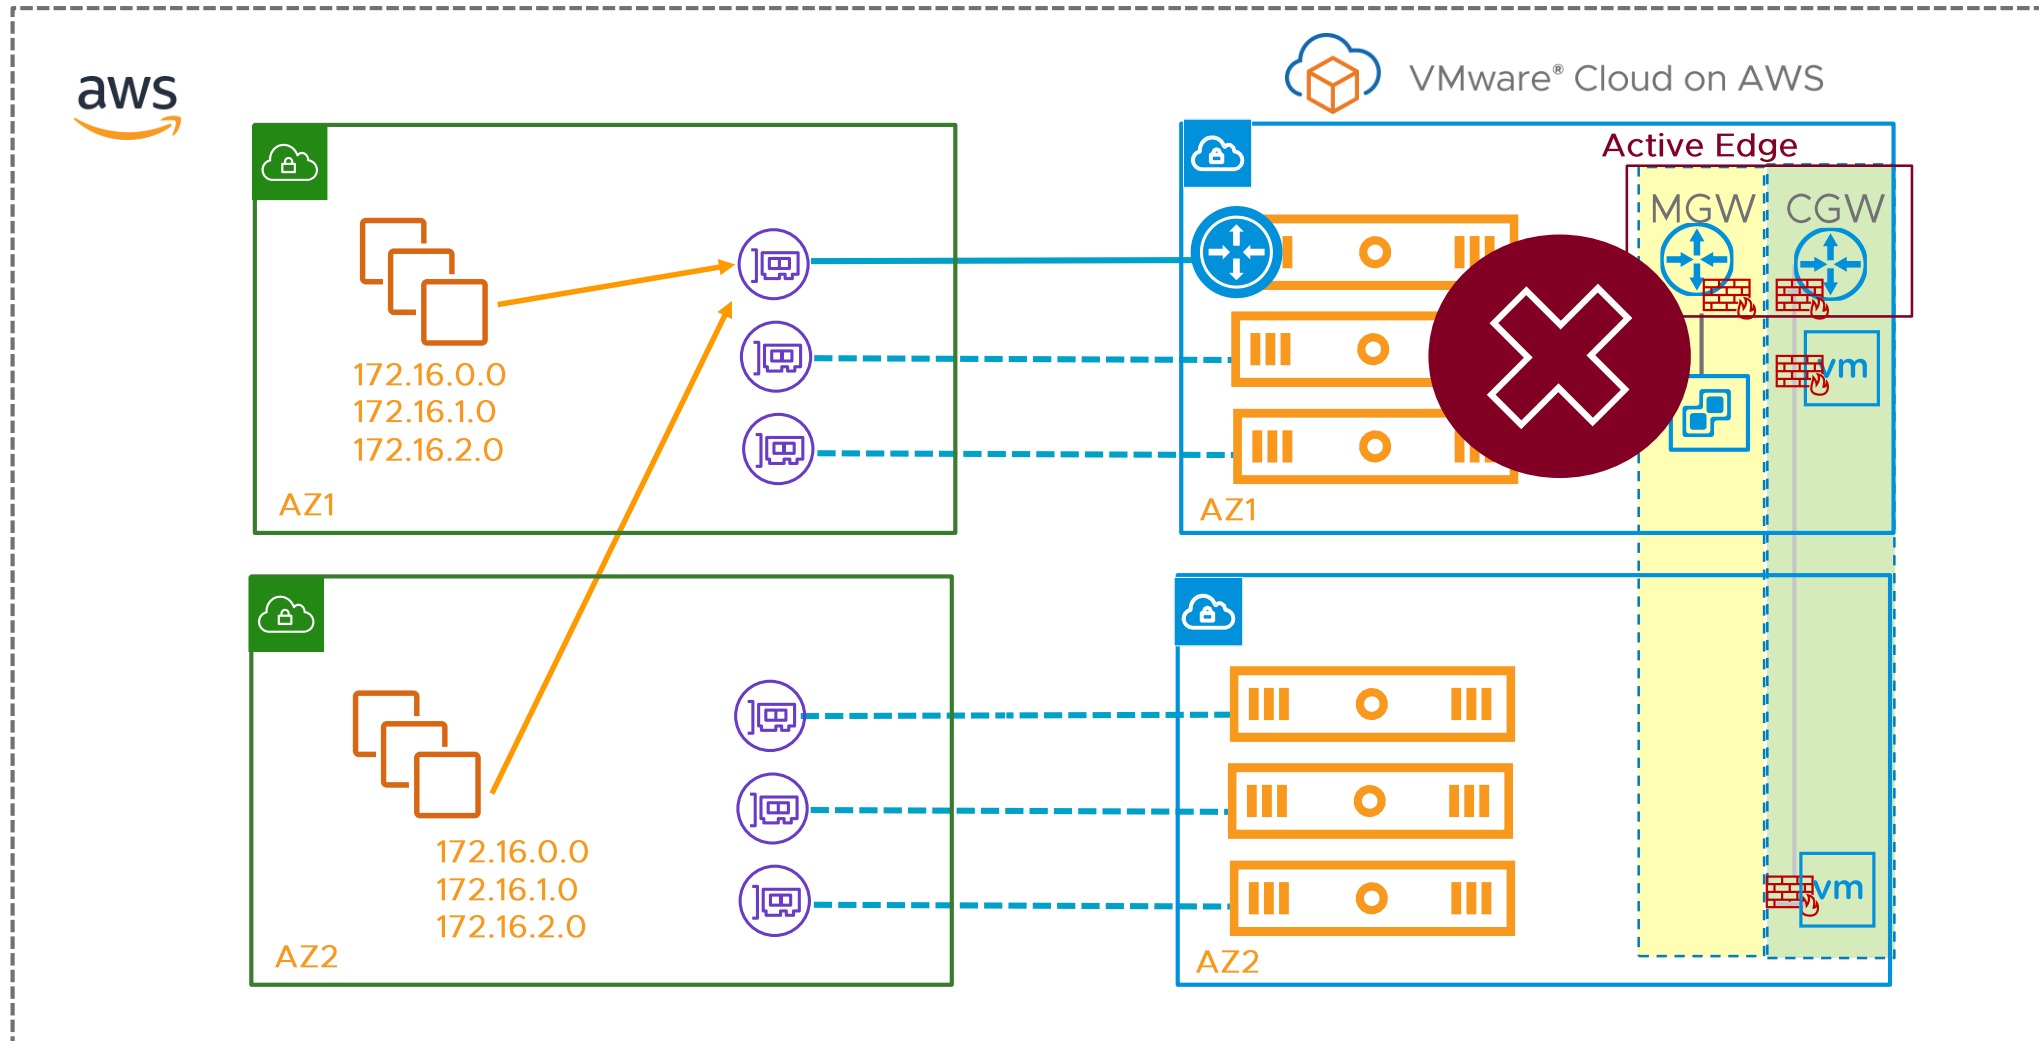 aws
VMware® Cloud on AWS
Active Edge
MGW
CGW
172.16.0.0
172.16.1.0
172.16.2.0
AZ1
vm
AZ1
172.16.0.0
172.16.1.0
172.16.2.0
AZ2
vm
AZ2